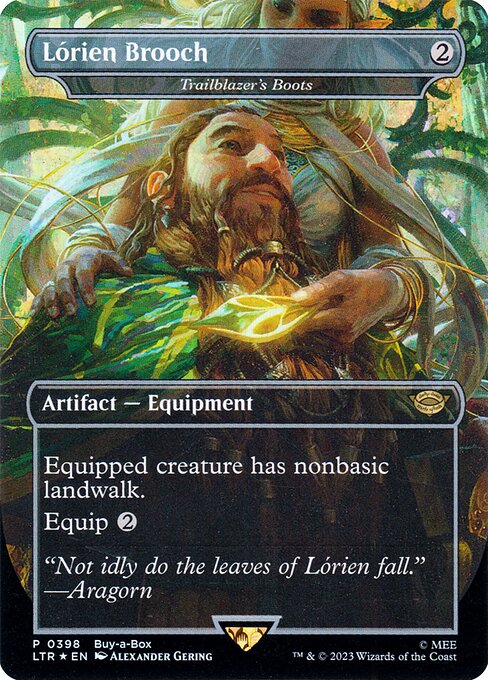 Lórien Brooch 2
Trailblazer's Boots
Artifact — Equipment
Equipped creature has nonbasic
landwalk.
Equip 2
“Not idly do the leaves of Lórien fall.”
—Aragorn
P 0398 Buy-a-Box
LTR ★ EN Alexander Gering
© MEE
™ & © 2023 Wizards of the Coast